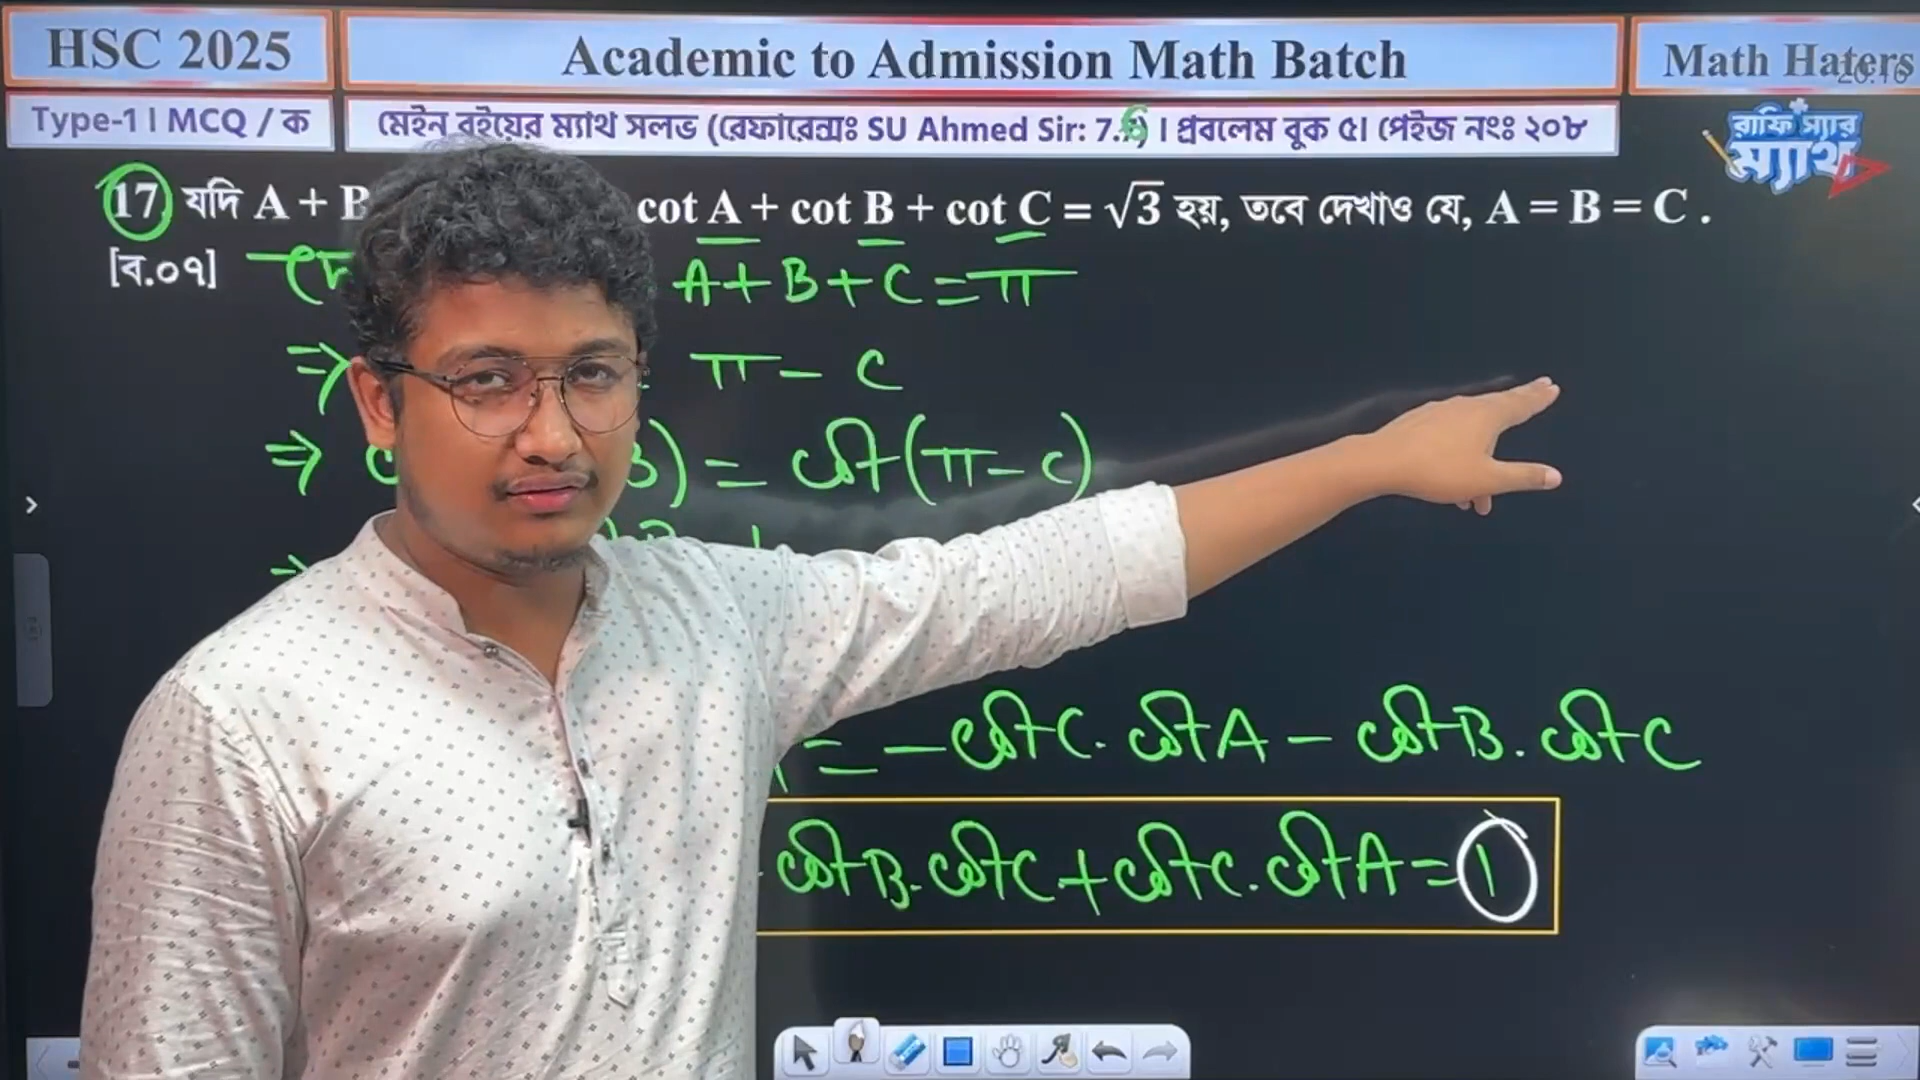 HSC 2025
Academic to Admission Math Batch
Math Haters
Type-1 | MCQ / ক
মেইন বইয়ের ম্যাথ সলভ (রেফারেন্সঃ SU Ahmed Sir: 7.6) | প্রবলেম বুক ৫। পেইজ নংঃ ২০৮
রাফি স্যার
ম্যাথ
17 যদি A + B cot A + cot B + cot C = √3 হয়, তবে দেখাও যে, A = B = C .
[ব.০৭]
A+B+C=π
⇒ π - C
⇒ B) = cot(π - C)
= -cotC. cotA - cotB. cotC
cotB. cotC + cotC. cotA = 1